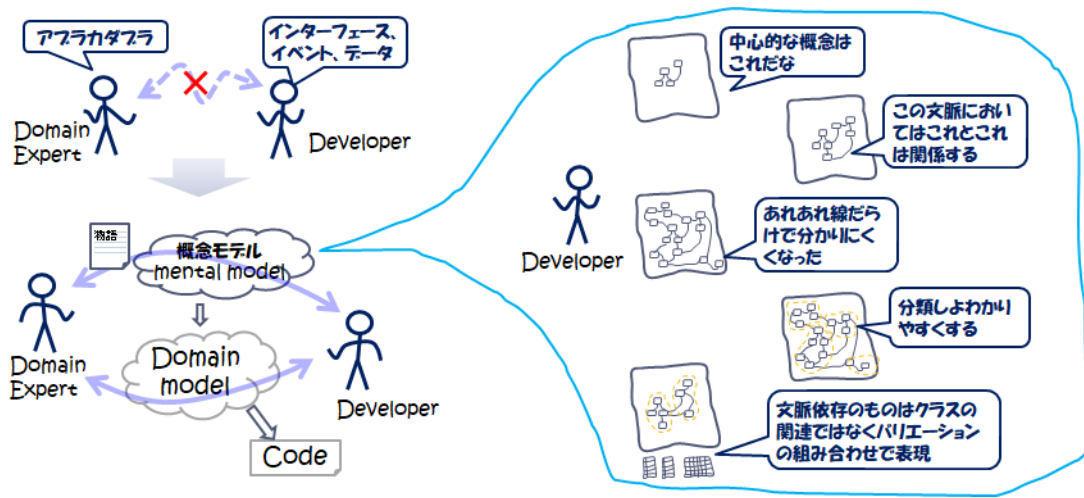 アブラカダブラ
インターフェース、
イベント、データ
Domain
Expert
Developer
物語
概念モデル
mental model
Domain
Expert
Domain
model
Developer
Code
Developer
中心的な概念は
これだな
この文脈におい
てはこれとこれ
は関係する
あれあれ線だら
けで分かりにく
くなった
分類しよわかり
やすくする
文脈依存のものはクラスの
関連ではなくバリエーション
の組み合わせで表現